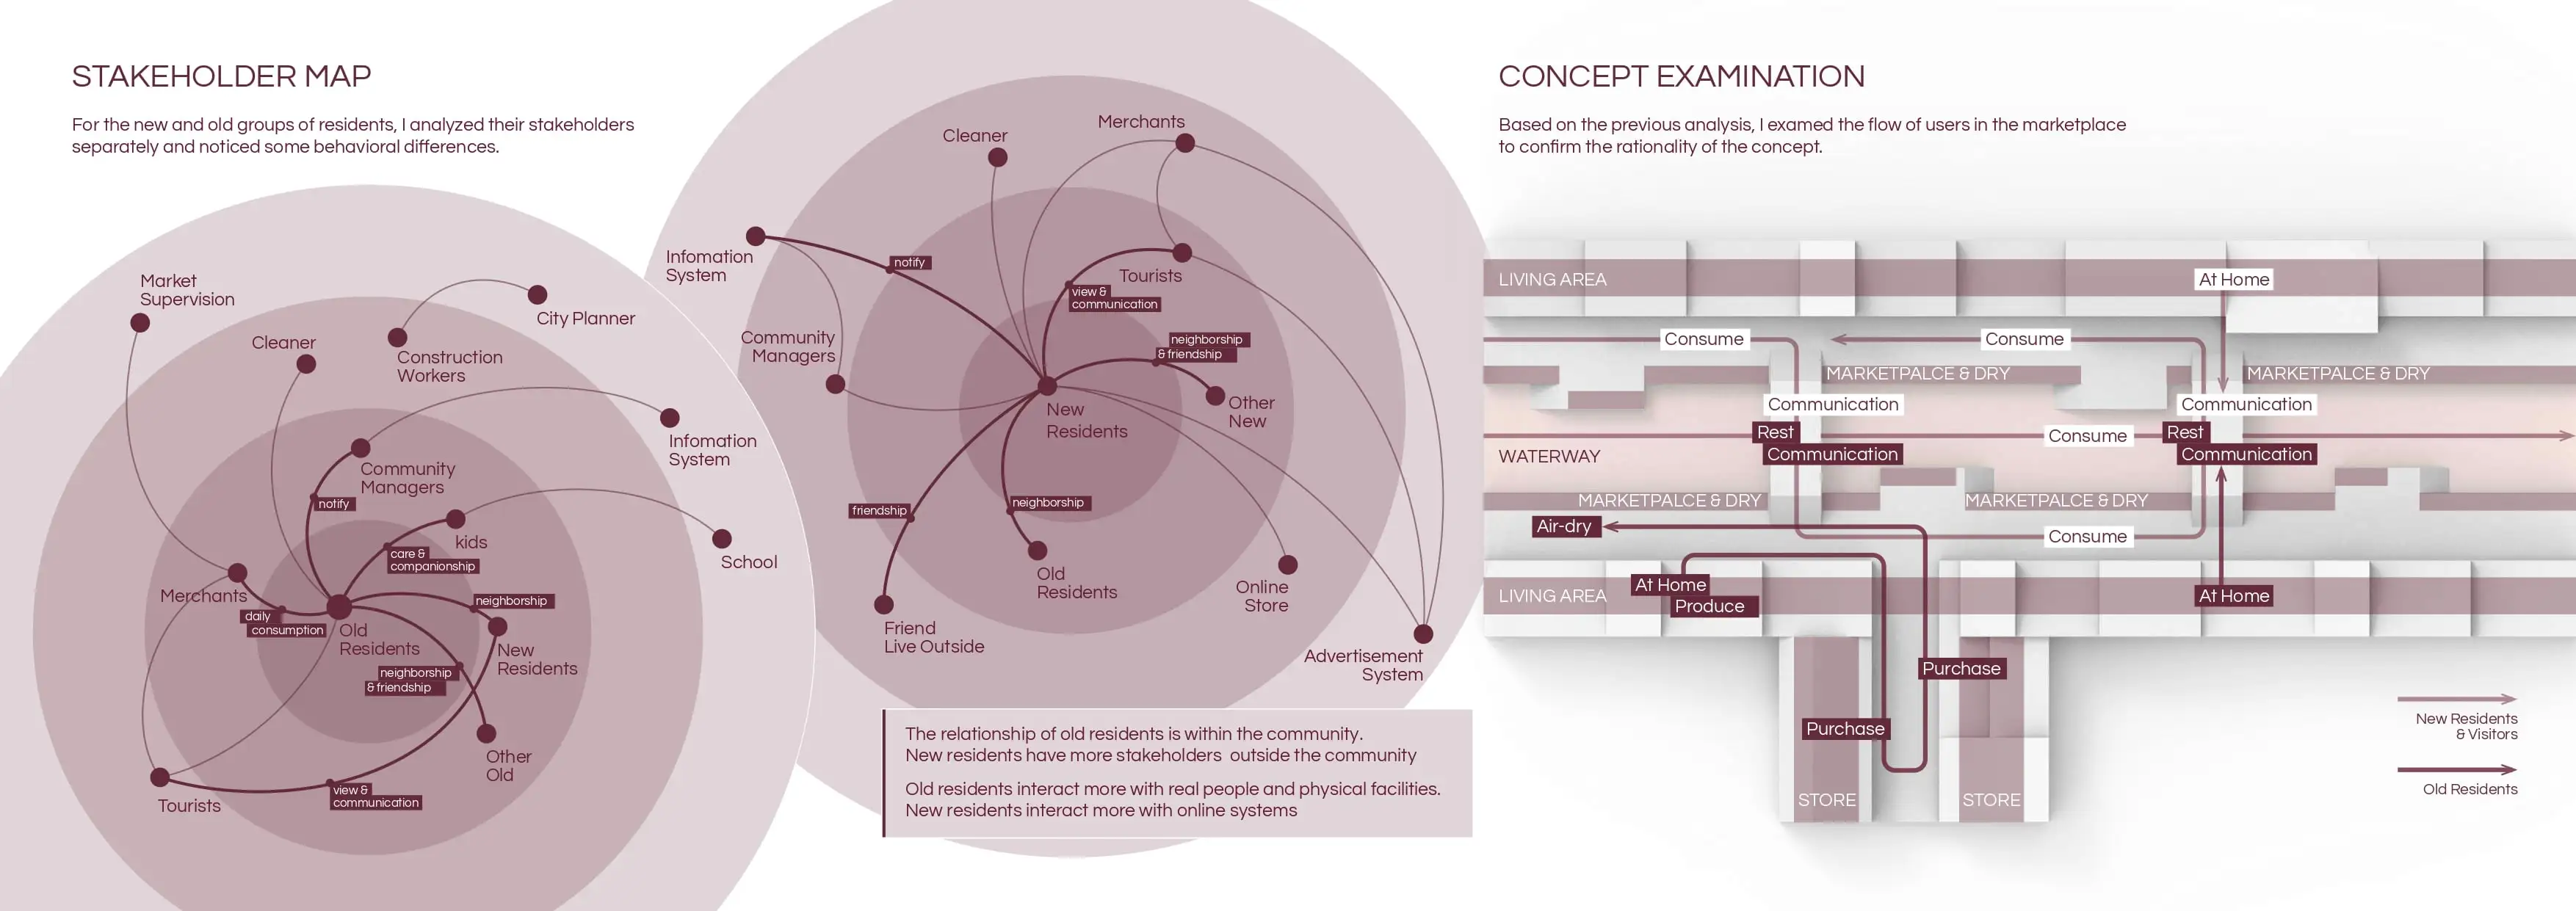 STAKEHOLDER MAP
For the new and old groups of residents, I analyzed their stakeholders
separately and noticed some behavioral differences.
Market
Supervision
City Planner
Cleaner
Construction
Workers
Infomation
System
Community
Managers
notify
kids
care &
companionship
School
Merchants
daily
consumption
Old
Residents
neighborship
New
Residents
neighborship
& friendship
Other
Old
view &
communication
Tourists
Cleaner
Merchants
Infomation
System
notify
Tourists
view &
communication
Community
Managers
neighborship
& friendship
New
Residents
Other
New
friendship
neighborship
Old
Residents
Online
Store
Friend
Live Outside
Advertisement
System
The relationship of old residents is within the community.
New residents have more stakeholders outside the community
Old residents interact more with real people and physical facilities.
New residents interact more with online systems
CONCEPT EXAMINATION
Based on the previous analysis, I examed the flow of users in the marketplace
to confirm the rationality of the concept.
LIVING AREA
At Home
Consume
Consume
MARKETPALCE & DRY
MARKETPALCE & DRY
Communication
Communication
Rest
Consume
Rest
WATERWAY
Communication
Communication
MARKETPALCE & DRY
MARKETPALCE & DRY
Air-dry
Consume
At Home
LIVING AREA
At Home
Produce
Purchase
Purchase
STORE
STORE
New Residents
& Visitors
Old Residents